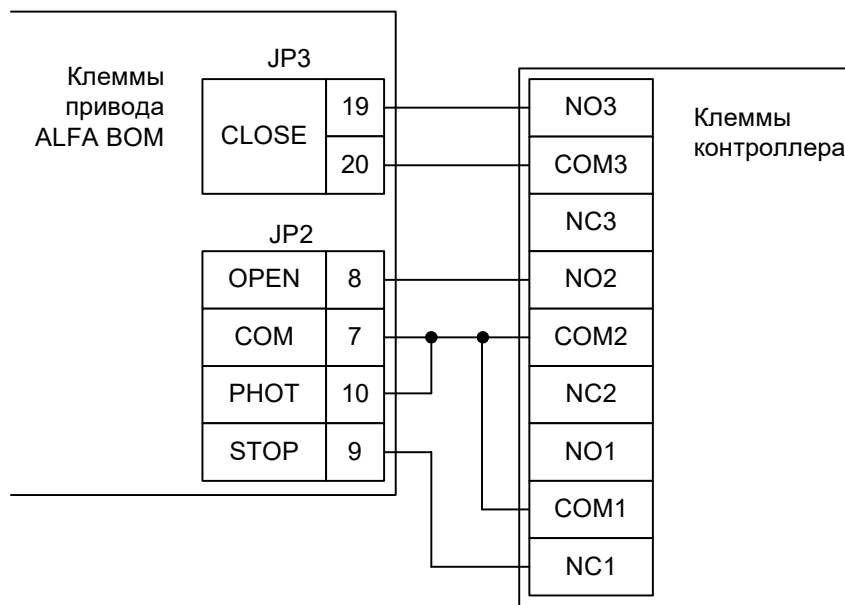 Клеммы
привода
ALFA BOM
JP3
CLOSE
19
20
JP2
OPEN 8
COM 7
PHOT 10
STOP 9
NO3
COM3
NC3
NO2
COM2
NC2
NO1
COM1
NC1
Клеммы
контроллера